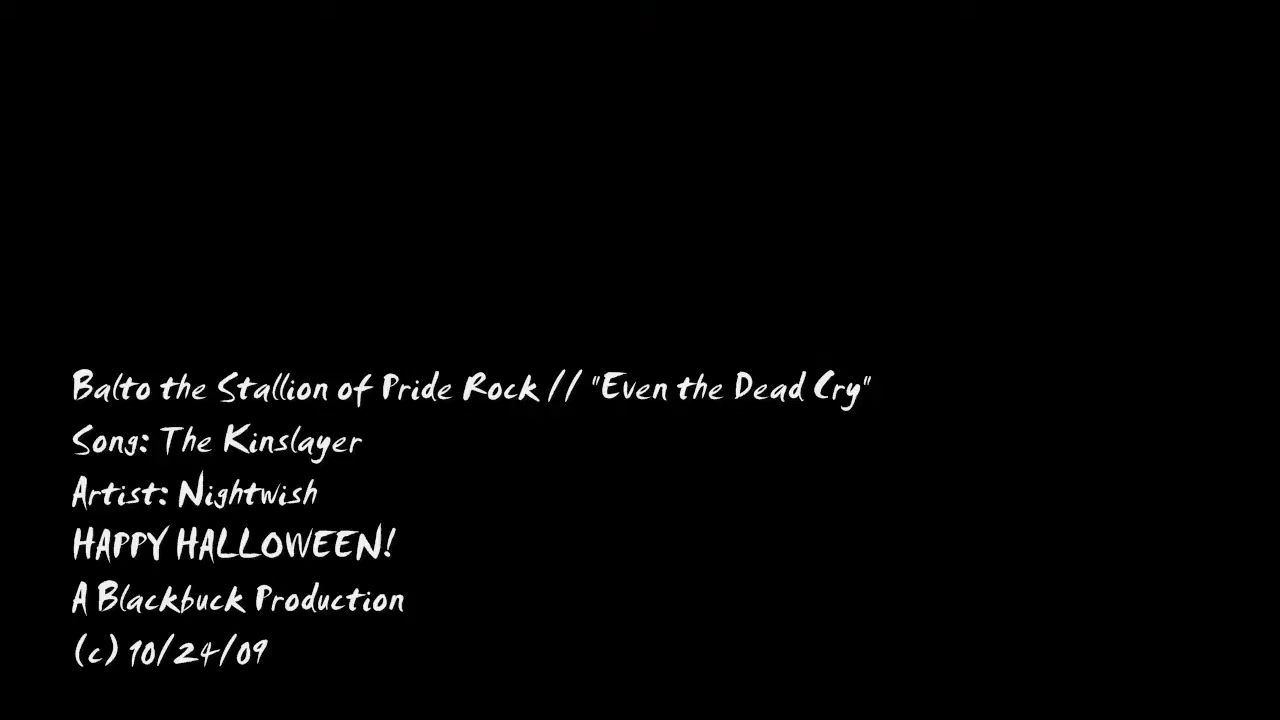 Balto the Stallion of Pride Rock // "Even the Dead Cry"
Song: The Kinslayer
Artist: Nightwish
HAPPY HALLOWEEN!
A Blackbuck Production
(c) 10/24/09